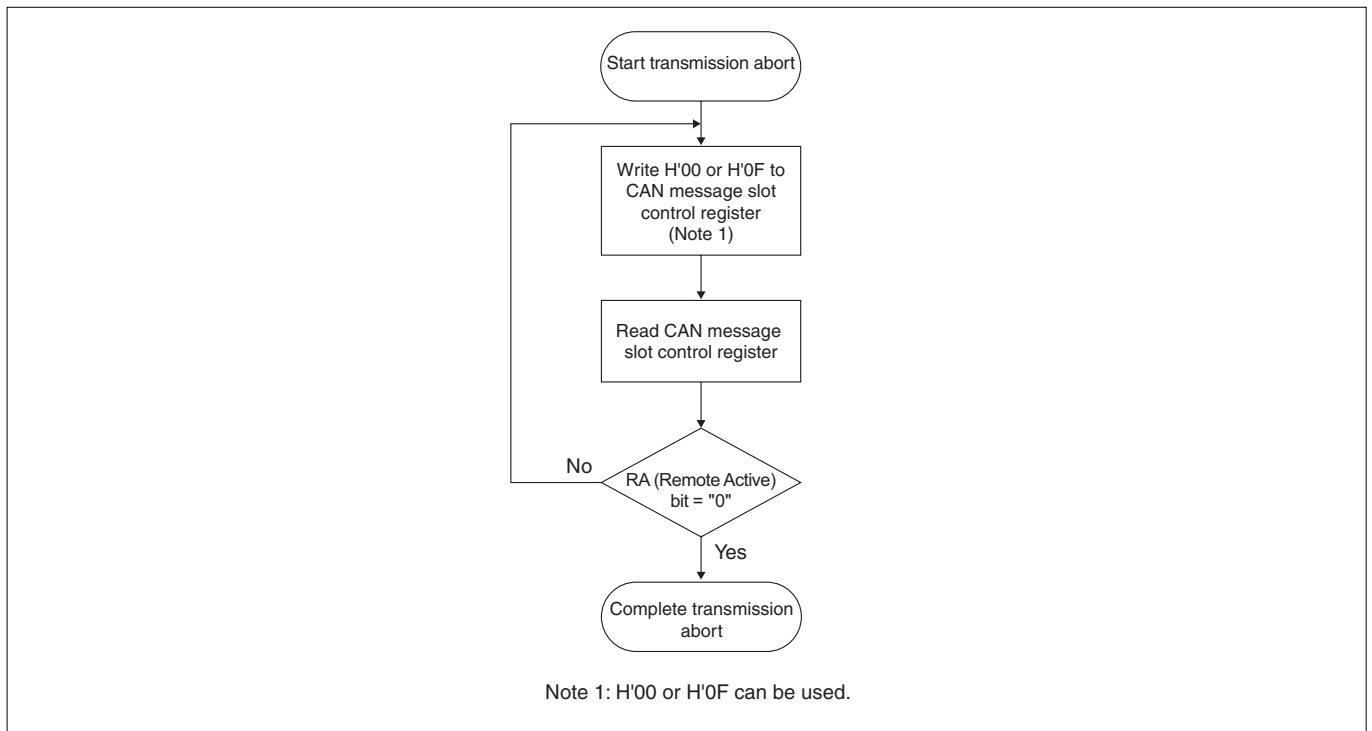 Start transmission abort
Write H'00 or H'0F to
CAN message slot
control register
(Note 1)
Read CAN message
slot control register
No
RA (Remote Active)
bit = "0"
Yes
Complete transmission
abort
Note 1: H'00 or H'0F can be used.